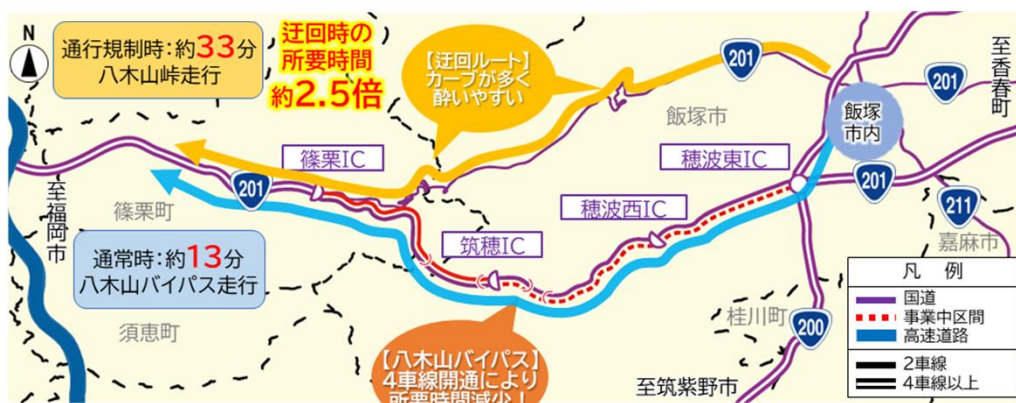 N
通行規制時：約33分
八木山峠走行
迂回時の
所要時間
約2.5倍
【迂回ルート】
カーブが多く
酔いやすい
201
飯塚市
至香春町
201
飯塚
市内
篠栗IC
穂波東IC
201
201
至福岡市
篠栗町
穂波西IC
211
嘉麻市
筑穂IC
通常時：約13分
八木山バイパス走行
須恵町
桂川町
200
【八木山バイパス】
4車線開通により
所要時間減少！
至筑紫野市
凡 例
国道
事業中区間
高速道路
2車線
4車線以上